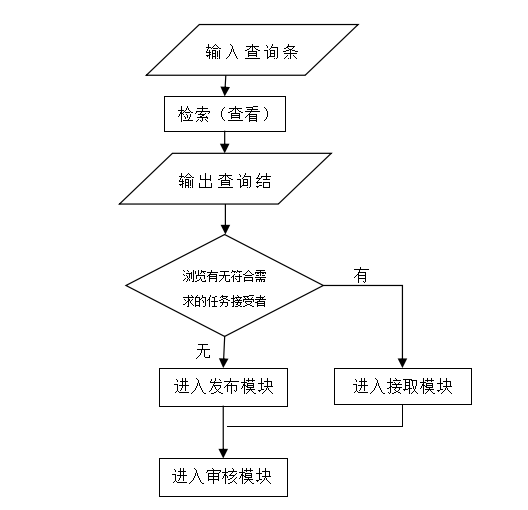 输入查询条
检索（查看）
输出查询结
浏览有无符合需
求的任务接受者
有
无
进入发布模块
进入接取模块
进入审核模块